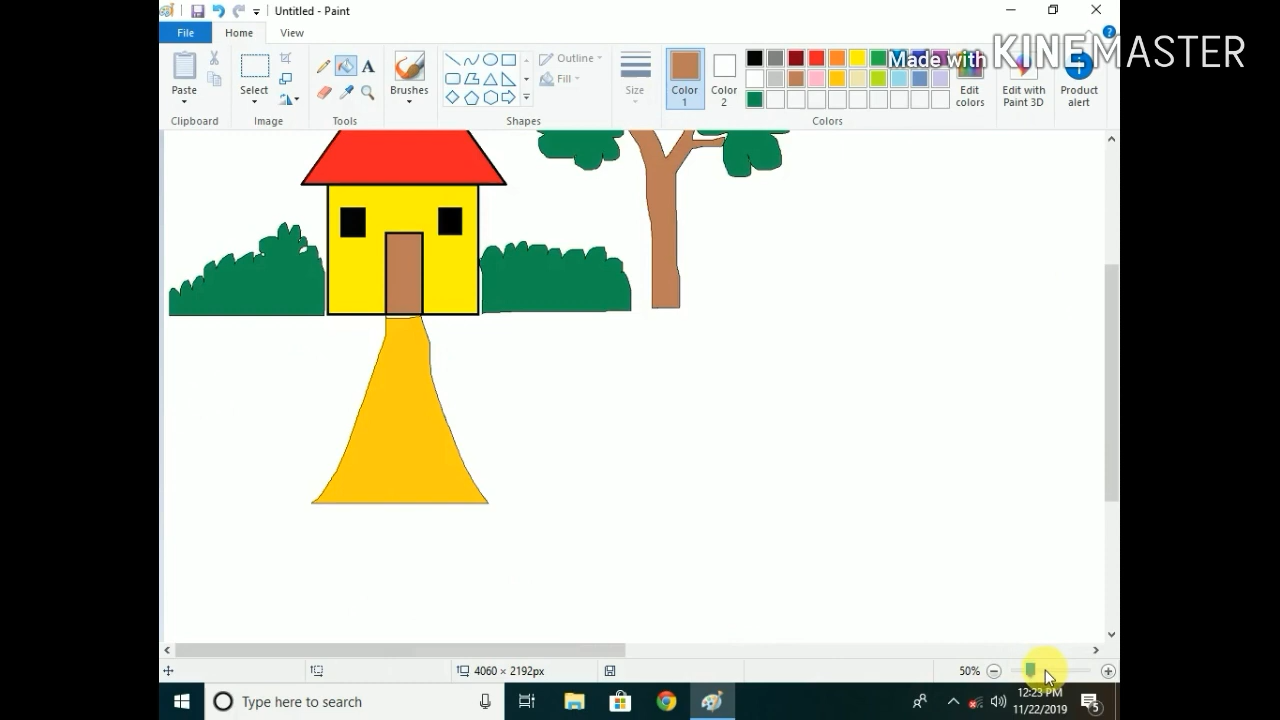 Untitled - Paint
File
Home
View
Made with KINEMASTER
Paste
Select
Brushes
A
Outline
Fill
Size
Color 1
Color 2
Edit colors
Edit with Paint 3D
Product alert
Clipboard
Image
Tools
Shapes
Colors
4060 × 2192px
50%
Type here to search
12:23 PM
11/22/2019
5